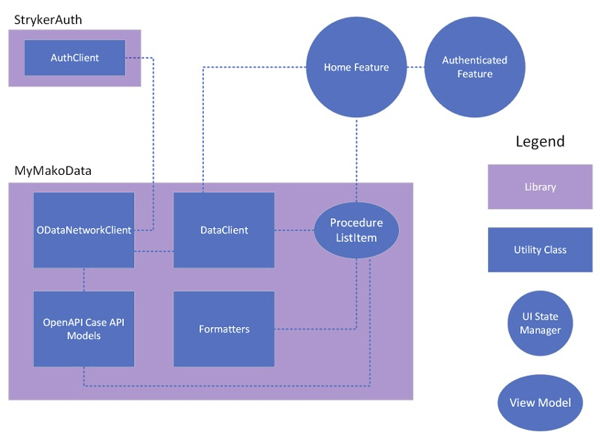 StrykerAuth
AuthClient
Home Feature
Authenticated
Feature
MyMakoData
ODataNetworkClient
DataClient
Procedure
ListItem
OpenAPI Case API
Models
Formatters
Legend
Library
Utility Class
UI State
Manager
View Model